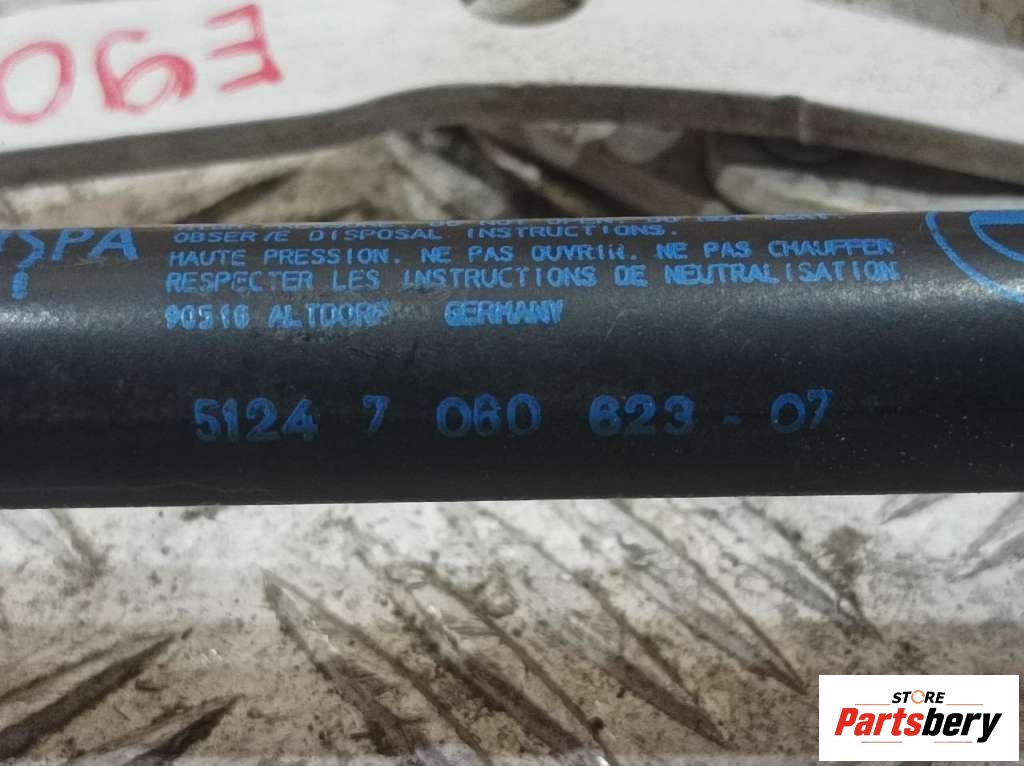 E90
OBSERVE DISPOSAL INSTRUCTIONS.
HAUTE PRESSION. NE PAS OUVRIR. NE PAS CHAUFFER.
RESPECTER LES INSTRUCTIONS DE NEUTRALISATION
90518 ALTDORF GERMANY
5124 7 060 623-07
STORE
Partsbery